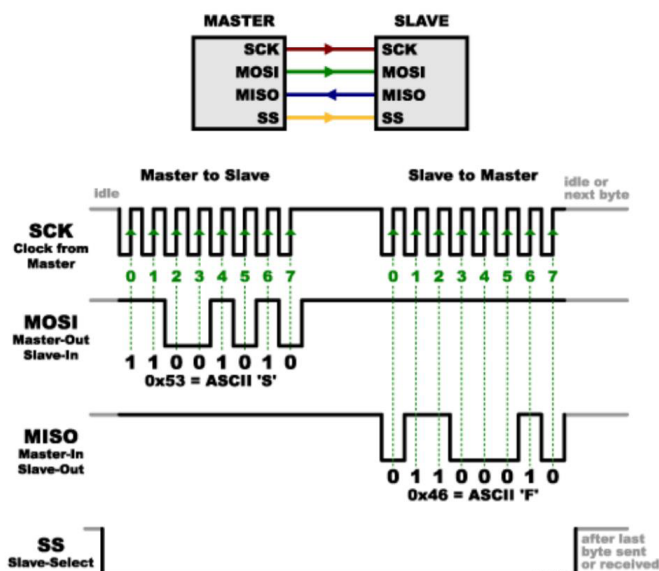 MASTER SLAVE
SCK SCK
MOSI MOSI
MISO MISO
SS SS
Master to Slave Slave to Master
idle idle or
next byte
SCK
Clock from
Master
0 1 2 3 4 5 6 7 0 1 2 3 4 5 6 7
MOSI
Master-Out
Slave-In
1 1 0 0 1 0 1 0
0x53 = ASCII 'S'
MISO
Master-In
Slave-Out
0 1 1 0 0 0 1 0
0x46 = ASCII 'F'
SS
Slave-Select
after last
byte sent
or received